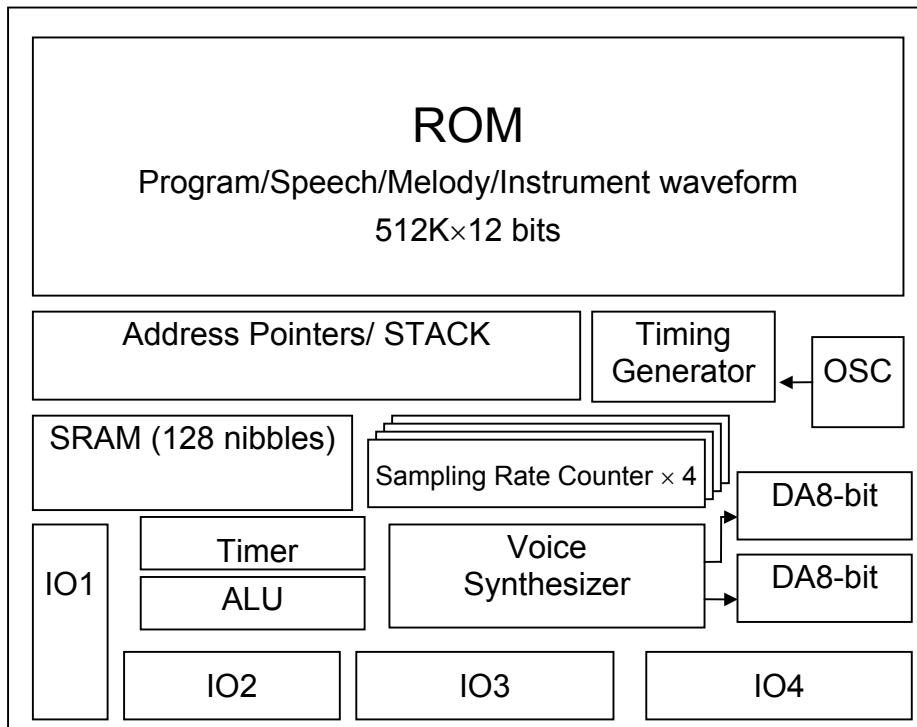 ROM
Program/Speech/Melody/Instrument waveform
512K×12 bits
Address Pointers/ STACK
Timing
Generator
OSC
SRAM (128 nibbles)
Sampling Rate Counter × 4
DA8-bit
IO1
Timer
Voice
Synthesizer
DA8-bit
ALU
IO2
IO3
IO4